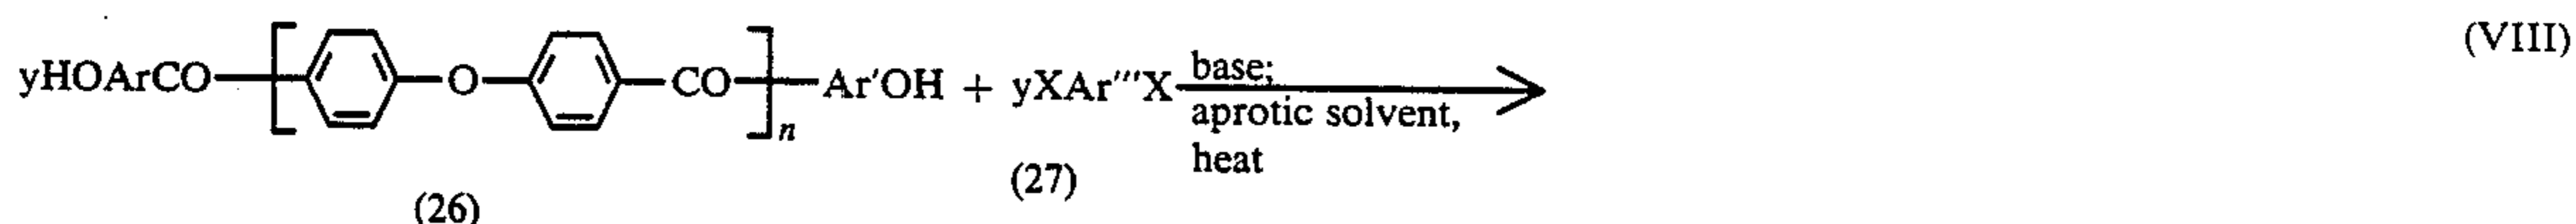 (VIII)
yHOArCO [ O CO ]n Ar'OH + yXAr'''X base;
aprotic solvent,
heat
(26) (27)